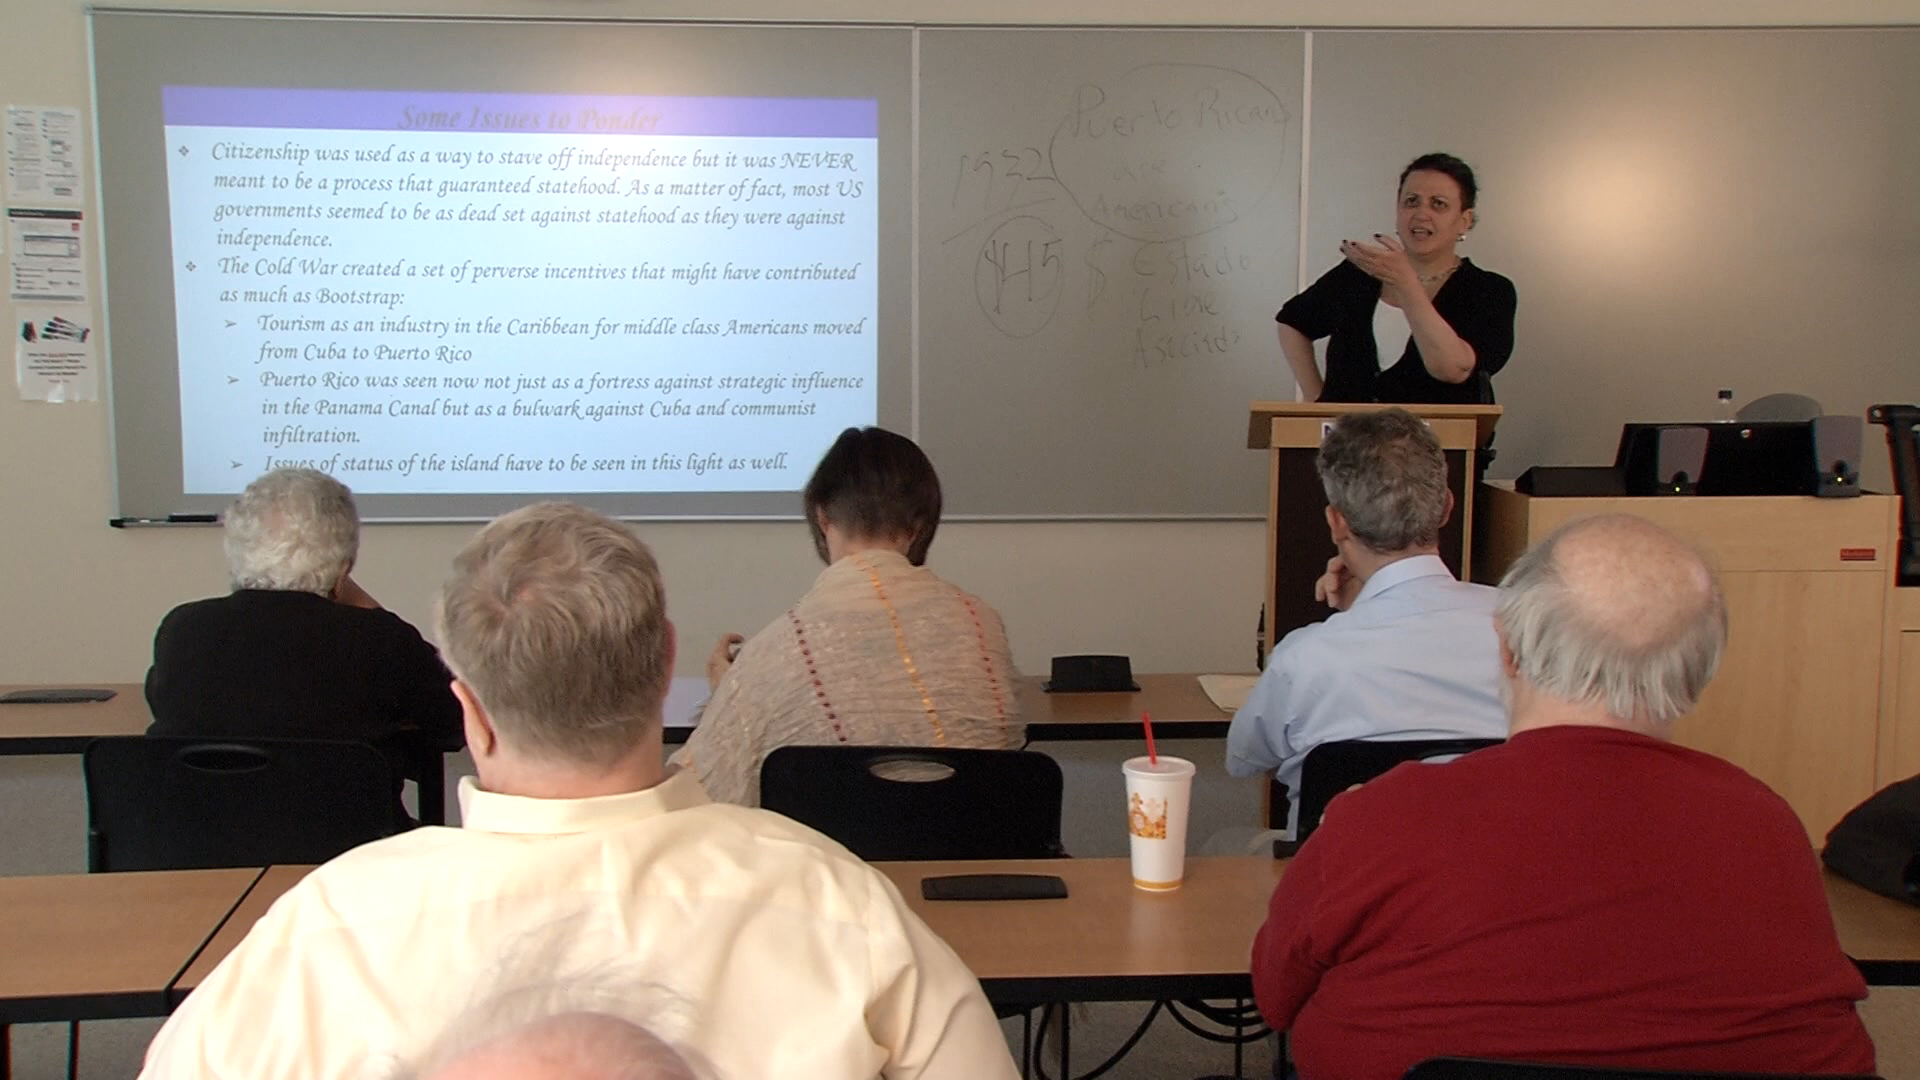 Some Issues to Ponder
❖ Citizenship was used as a way to stave off independence but it was NEVER
meant to be a process that guaranteed statehood. As a matter of fact, most US
governments seemed to be as dead set against statehood as they were against
independence.
❖ The Cold War created a set of perverse incentives that might have contributed
as much as Bootstrap:
➢ Tourism as an industry in the Caribbean for middle class Americans moved
from Cuba to Puerto Rico
➢ Puerto Rico was seen now not just as a fortress against strategic influence
in the Panama Canal but as a bulwark against Cuba and communist
infiltration.
➢ Issues of status of the island have to be seen in this light as well.
Puerto Ricans
are
Americans
Estado
Libre
Asociado